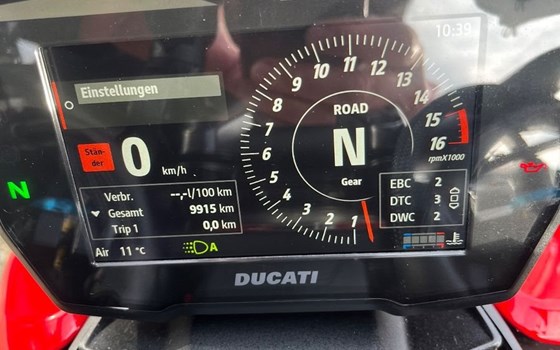 10:39
Einstellungen
Stän-
der
0 km/h
N
Verbr. --,-l/100 km
Gesamt 9915 km
Trip 1 0,0 km
Air 11 °C
A
1 2 3 4 5 6 7 8 9 10 11 12 13 14 15 16
rpmX1000
ROAD
N
Gear
EBC 2
DTC 3
DWC 2
DUCATI